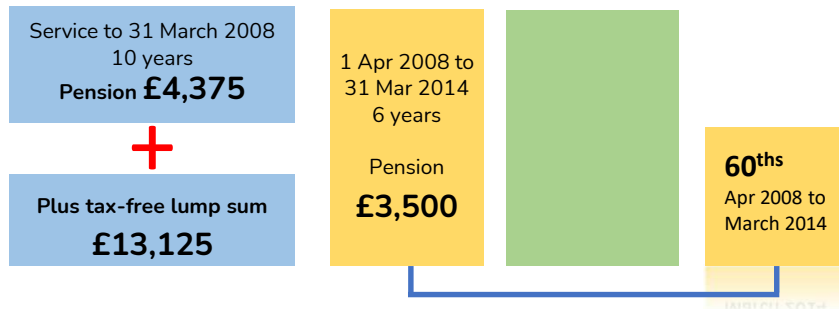 Service to 31 March 2008
10 years
Pension £4,375
+
Plus tax-free lump sum
£13,125
1 Apr 2008 to
31 Mar 2014
6 years
Pension
£3,500
60ths
Apr 2008 to
March 2014